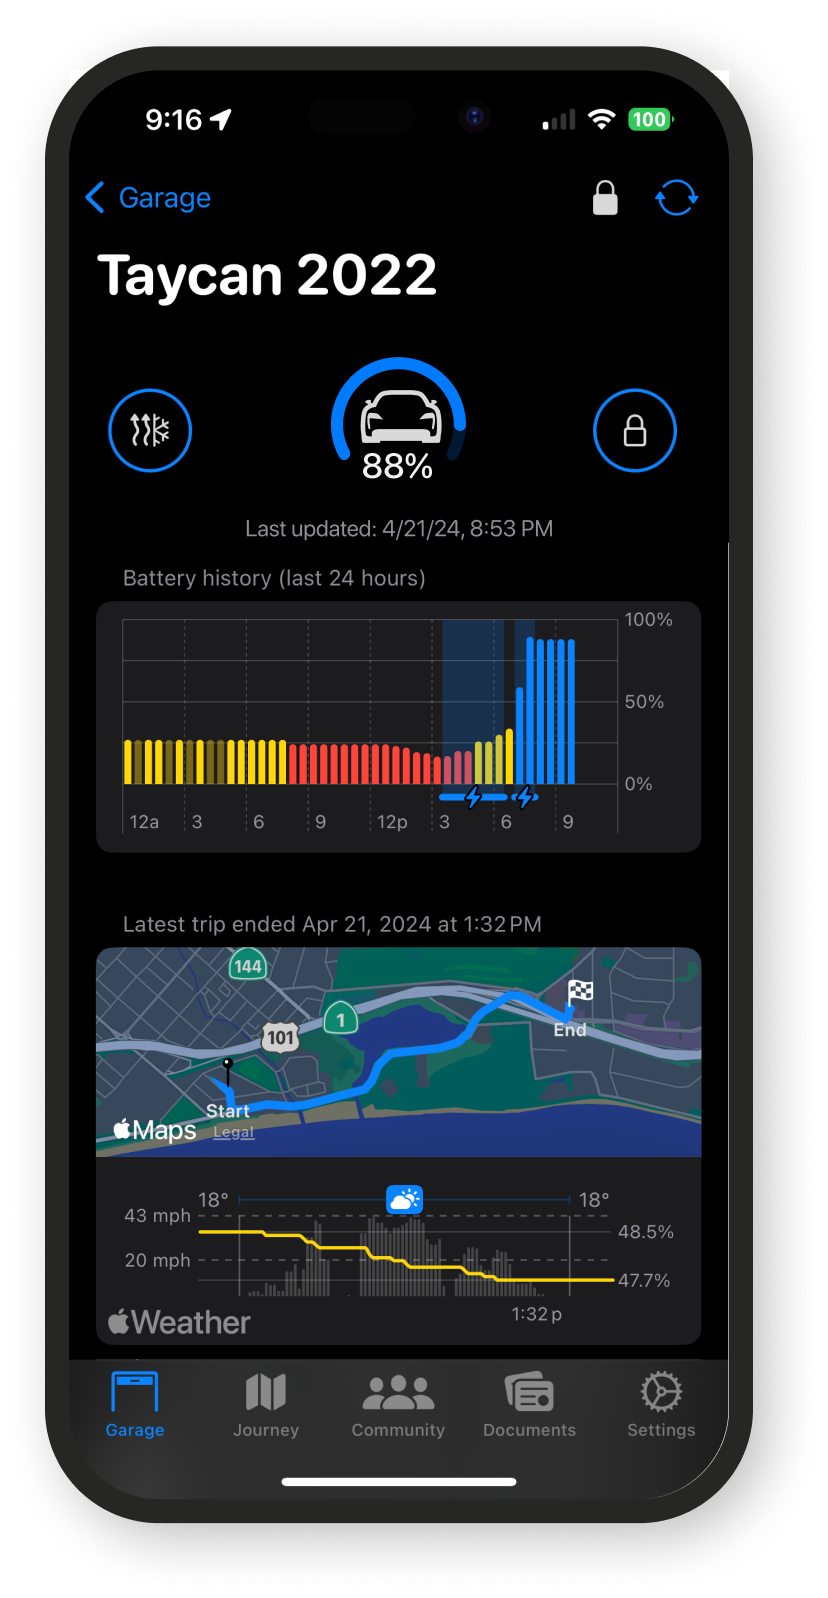 9:16
100
Garage
Taycan 2022
88%
Last updated: 4/21/24, 8:53 PM
Battery history (last 24 hours)
100%
50%
0%
12a 3 6 9 12p 3 6 9
Latest trip ended Apr 21, 2024 at 1:32 PM
144
1
101
End
Start
Maps Legal
18° 18°
43 mph 48.5%
20 mph 47.7%
1:32 p
Weather
Garage Journey Community Documents Settings